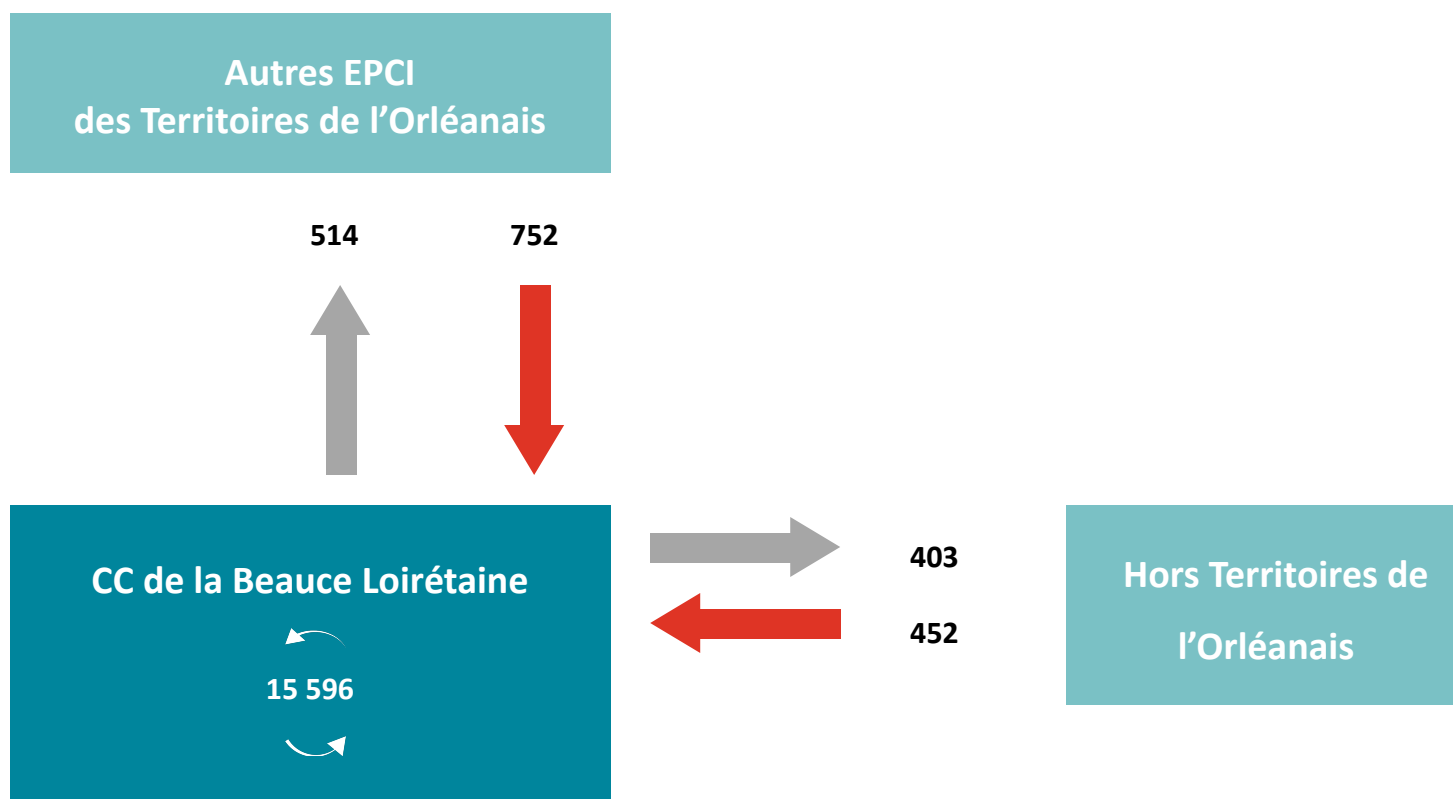 Autres EPCI
des Territoires de l’Orléanais
514 752
CC de la Beauce Loirétaine
15 596
403
452
Hors Territoires de
l’Orléanais